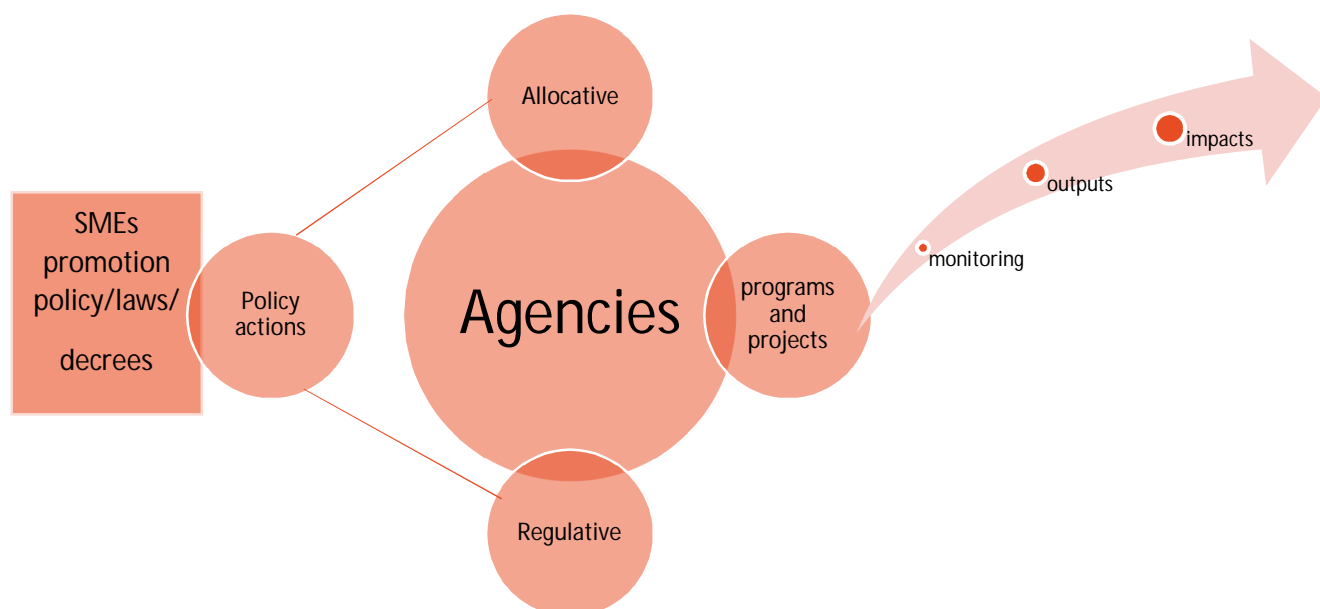 SMEs
promotion
policy/laws/
decrees
Policy
actions
Allocative
Agencies
Regulative
programs
and
projects
monitoring
outputs
impacts